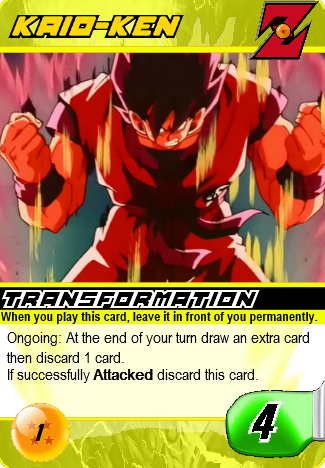 KAIO-KEN
Z
TRANSFORMATION
When you play this card, leave it in front of you permanently.
Ongoing: At the end of your turn draw an extra card
then discard 1 card.
If successfully Attacked discard this card.
1
4